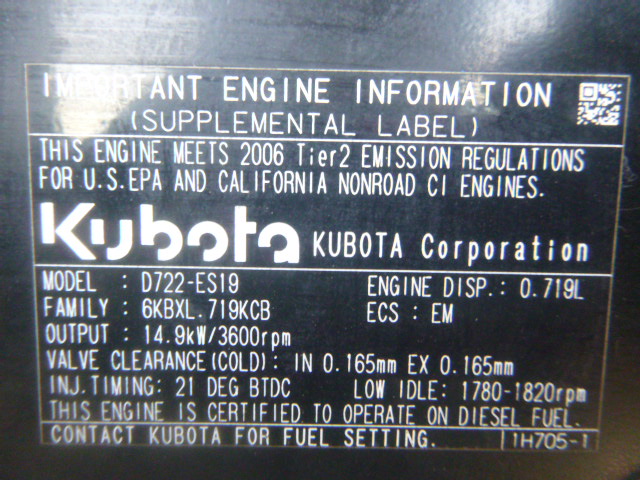 IMPORTANT ENGINE INFORMATION
(SUPPLEMENTAL LABEL)
THIS ENGINE MEETS 2006 Tier2 EMISSION REGULATIONS
FOR U.S.EPA AND CALIFORNIA NONROAD CI ENGINES.
Kubota KUBOTA Corporation
MODEL : D722-ES19 ENGINE DISP.: 0.719L
FAMILY : 6KBXL.719KCB ECS : EM
OUTPUT : 14.9kW/3600rpm
VALVE CLEARANCE(COLD): IN 0.165mm EX 0.165mm
INJ.TIMING: 21 DEG BTDC LOW IDLE: 1780-1820rpm
THIS ENGINE IS CERTIFIED TO OPERATE ON DIESEL FUEL.
CONTACT KUBOTA FOR FUEL SETTING. 1H705-1